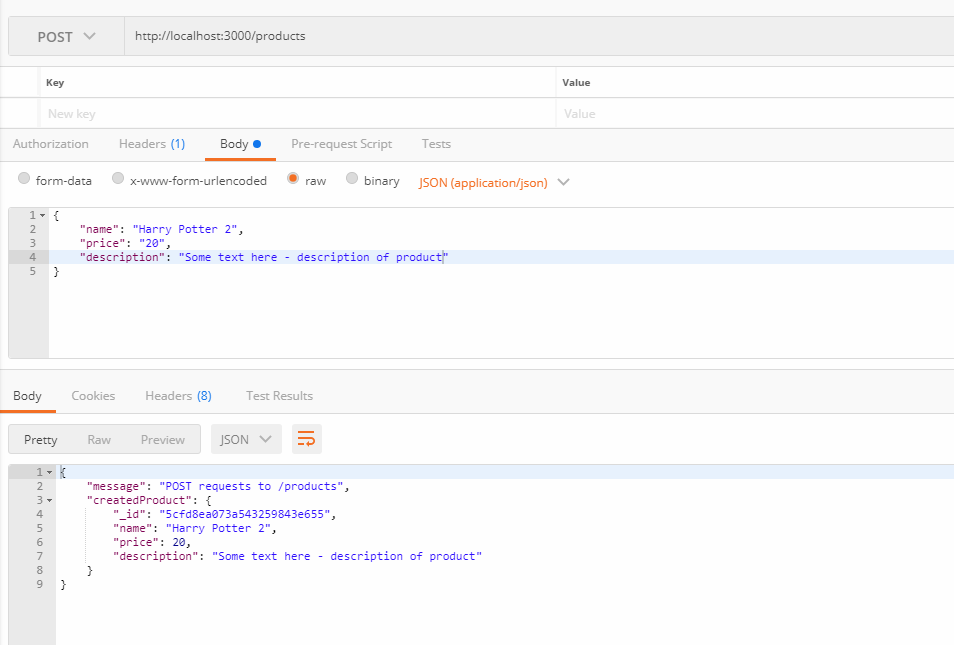 POST http://localhost:3000/products
Key Value
New key Value
Authorization Headers (1) Body Pre-request Script Tests
form-data x-www-form-urlencoded raw binary JSON (application/json)
1 {
2 "name": "Harry Potter 2",
3 "price": "20",
4 "description": "Some text here - description of product"
5 }
Body Cookies Headers (8) Test Results
Pretty Raw Preview JSON
1 {
2 "message": "POST requests to /products",
3 "createdProduct": {
4 "_id": "5cfd8ea073a543259843e655",
5 "name": "Harry Potter 2",
6 "price": 20,
7 "description": "Some text here - description of product"
8 }
9 }